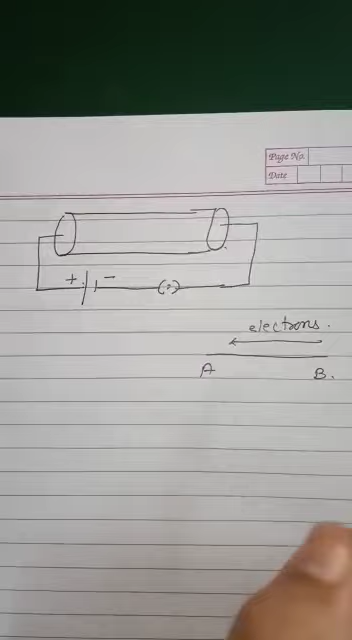 Page No.
Date
+ -
(.)
electrons.
A B.